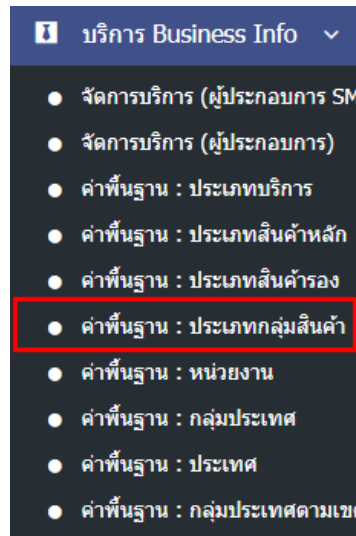 บริการ Business Info
จัดการบริการ (ผู้ประกอบการ SM
จัดการบริการ (ผู้ประกอบการ)
ค่าพื้นฐาน : ประเภทบริการ
ค่าพื้นฐาน : ประเภทสินค้าหลัก
ค่าพื้นฐาน : ประเภทสินค้ารอง
ค่าพื้นฐาน : ประเภทกลุ่มสินค้า
ค่าพื้นฐาน : หน่วยงาน
ค่าพื้นฐาน : กลุ่มประเทศ
ค่าพื้นฐาน : ประเทศ
ค่าพื้นฐาน : กลุ่มประเทศตามเข